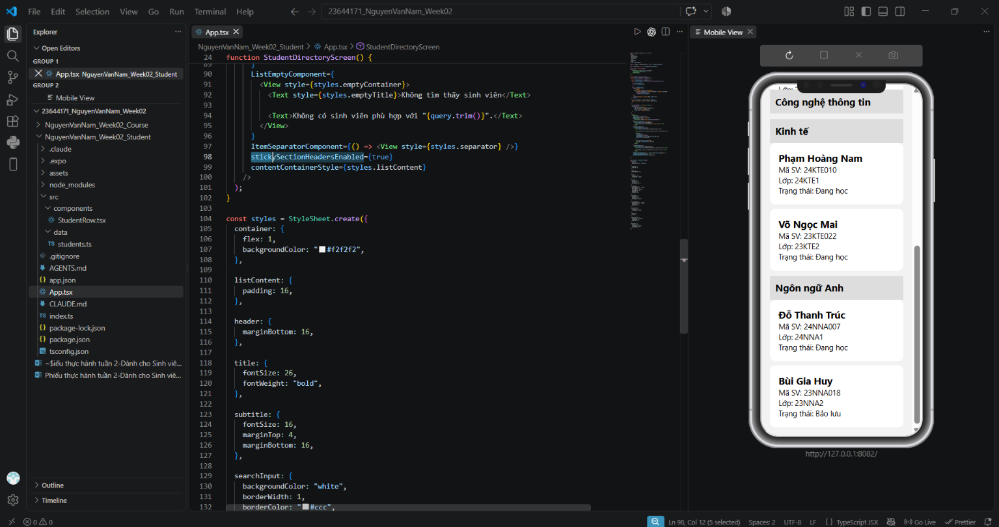 File Edit Selection View Go Run Terminal Help
23644171_NguyenVanNam_Week02
Explorer
Open Editors
GROUP 1
App.tsx NguyenVanNam_Week02_Student
GROUP 2
Mobile View
23644171_NguyenVanNam_Week02
NguyenVanNam_Week02_Course
NguyenVanNam_Week02_Student
.claude
.expo
assets
node_modules
src
components
StudentRow.tsx
data
TS students.ts
.gitignore
AGENTS.md
{} app.json
App.tsx
CLAUDE.md
TS index.ts
{} package-lock.json
{} package.json
tsconfig.json
~$iếu thực hành tuần 2-Dành cho Sinh viê...
Phiếu thực hành tuần 2-Dành cho Sinh viê...
Outline
Timeline
App.tsx
NguyenVanNam_Week02_Student > App.tsx > StudentDirectoryScreen
24 function StudentDirectoryScreen() {
89 }
90 ListEmptyComponent={
91 <View style={styles.emptyContainer}>
92 <Text style={styles.emptyTitle}>Không tìm thấy sinh viên</Text>
93
94 <Text>Không có sinh viên phù hợp với "{query.trim()}".</Text>
95 </View>
96 }
97 ItemSeparatorComponent={() => <View style={styles.separator} />}
98 stickySectionHeadersEnabled={true}
99 contentContainerStyle={styles.listContent}
100 />
101 );
102 }
103
104 const styles = StyleSheet.create({
105 container: {
106 flex: 1,
107 backgroundColor: "#f2f2f2",
108 },
109
110 listContent: {
111 padding: 16,
112 },
113
114 header: {
115 marginBottom: 16,
116 },
117
118 title: {
119 fontSize: 26,
120 fontWeight: "bold",
121 },
122
123 subtitle: {
124 fontSize: 16,
125 marginTop: 4,
126 marginBottom: 16,
127 },
128
129 searchInput: {
130 backgroundColor: "white",
131 borderWidth: 1,
132 borderColor: "#ccc",
Mobile View
Công nghệ thông tin
Kinh tế
Phạm Hoàng Nam
Mã SV: 24KTE010
Lớp: 24KTE1
Trạng thái: Đang học
Võ Ngọc Mai
Mã SV: 23KTE022
Lớp: 23KTE2
Trạng thái: Đang học
Ngôn ngữ Anh
Đỗ Thanh Trúc
Mã SV: 24NNA007
Lớp: 24NNA1
Trạng thái: Đang học
Bùi Gia Huy
Mã SV: 23NNA018
Lớp: 23NNA2
Trạng thái: Bảo lưu
http://127.0.0.1:8082/
0 0 Ln 98, Col 12 (5 selected) Spaces: 2 UTF-8 LF {} TypeScript JSX Go Live Prettier